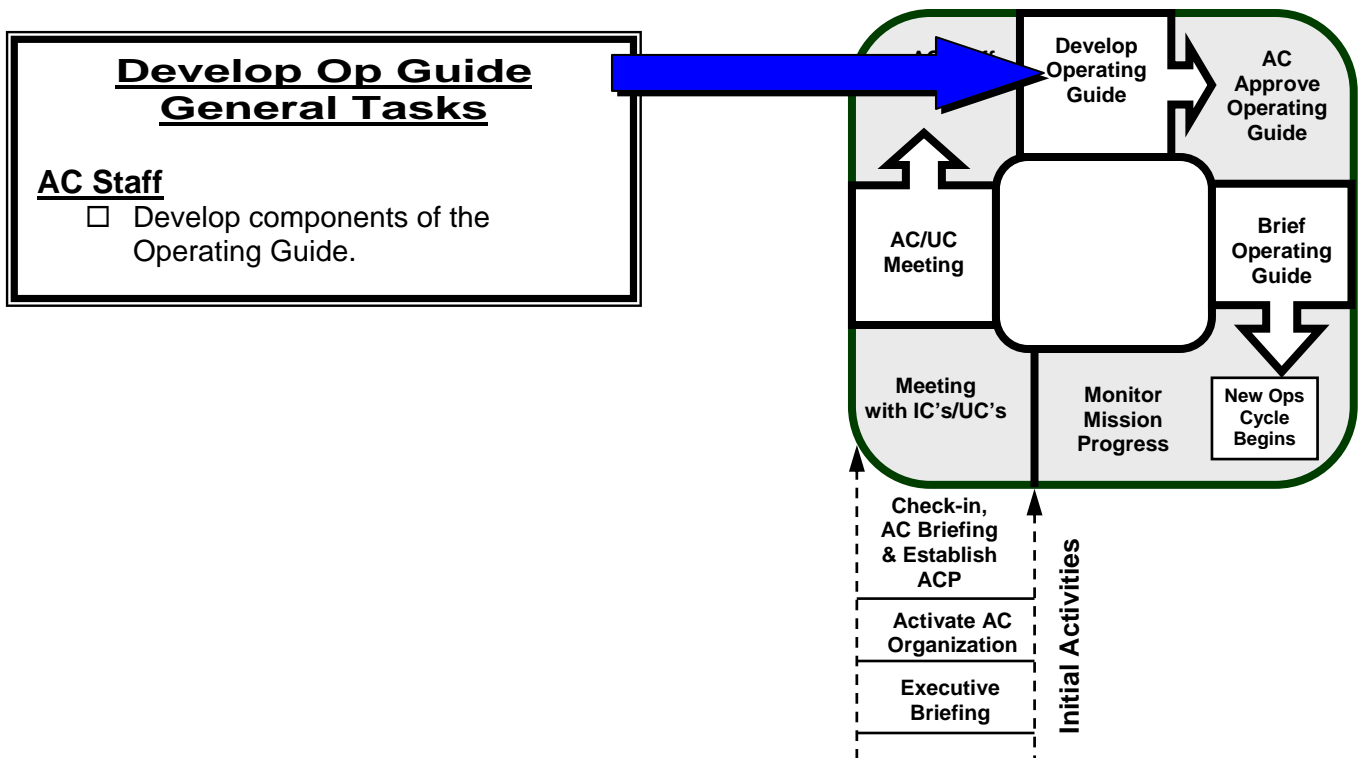 Develop Op Guide
General Tasks
AC Staff
☐ Develop components of the
Operating Guide.
Develop
Operating
Guide
AC
Approve
Operating
Guide
AC/UC
Meeting
Brief
Operating
Guide
Meeting
with IC's/UC's
Monitor
Mission
Progress
New Ops
Cycle
Begins
Check-in,
AC Briefing
& Establish
ACP
Activate AC
Organization
Executive
Briefing
Initial Activities